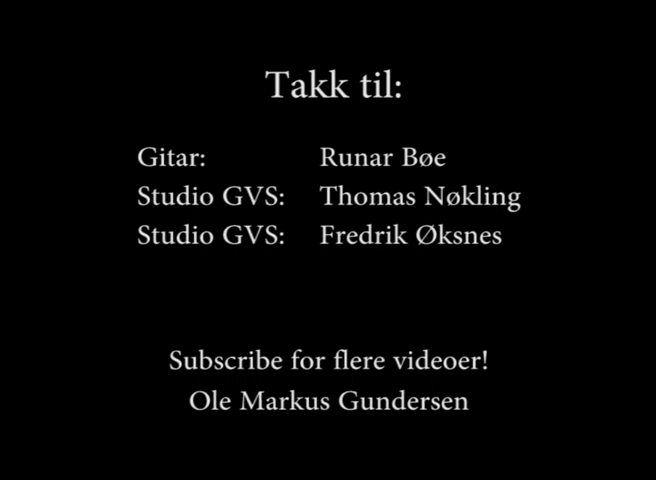 Takk til:
Gitar: Runar Bøe
Studio GVS: Thomas Nøkling
Studio GVS: Fredrik Øksnes
Subscribe for flere videoer!
Ole Markus Gundersen